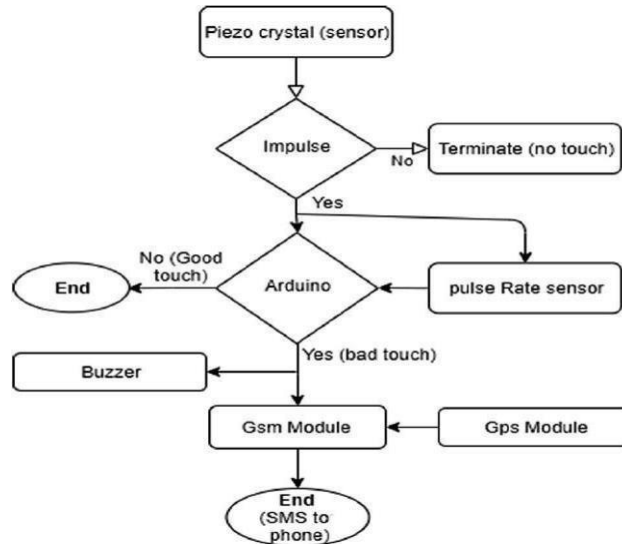 Piezo crystal (sensor)
Impulse
No
Terminate (no touch)
Yes
No (Good
touch)
End
Arduino
pulse Rate sensor
Yes (bad touch)
Buzzer
Gsm Module
Gps Module
End
(SMS to
phone)